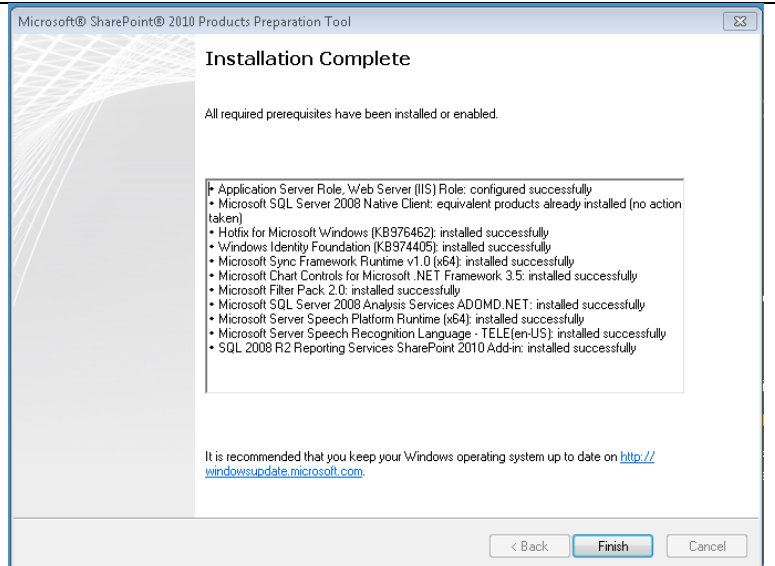 Microsoft® SharePoint® 2010 Products Preparation Tool
Installation Complete
All required prerequisites have been installed or enabled.
• Application Server Role, Web Server (IIS) Role: configured successfully
• Microsoft SQL Server 2008 Native Client: equivalent products already installed (no action
taken)
• Hotfix for Microsoft Windows (KB976462): installed successfully
• Windows Identity Foundation (KB974405): installed successfully
• Microsoft Sync Framework Runtime v1.0 (x64): installed successfully
• Microsoft Chart Controls for Microsoft .NET Framework 3.5: installed successfully
• Microsoft Filter Pack 2.0: installed successfully
• Microsoft SQL Server 2008 Analysis Services ADOMD.NET: installed successfully
• Microsoft Server Speech Platform Runtime (x64): installed successfully
• Microsoft Server Speech Recognition Language - TELE(en-US): installed successfully
• SQL 2008 R2 Reporting Services SharePoint 2010 Add-in: installed successfully
It is recommended that you keep your Windows operating system up to date on http://
windowsupdate.microsoft.com.
< Back Finish Cancel